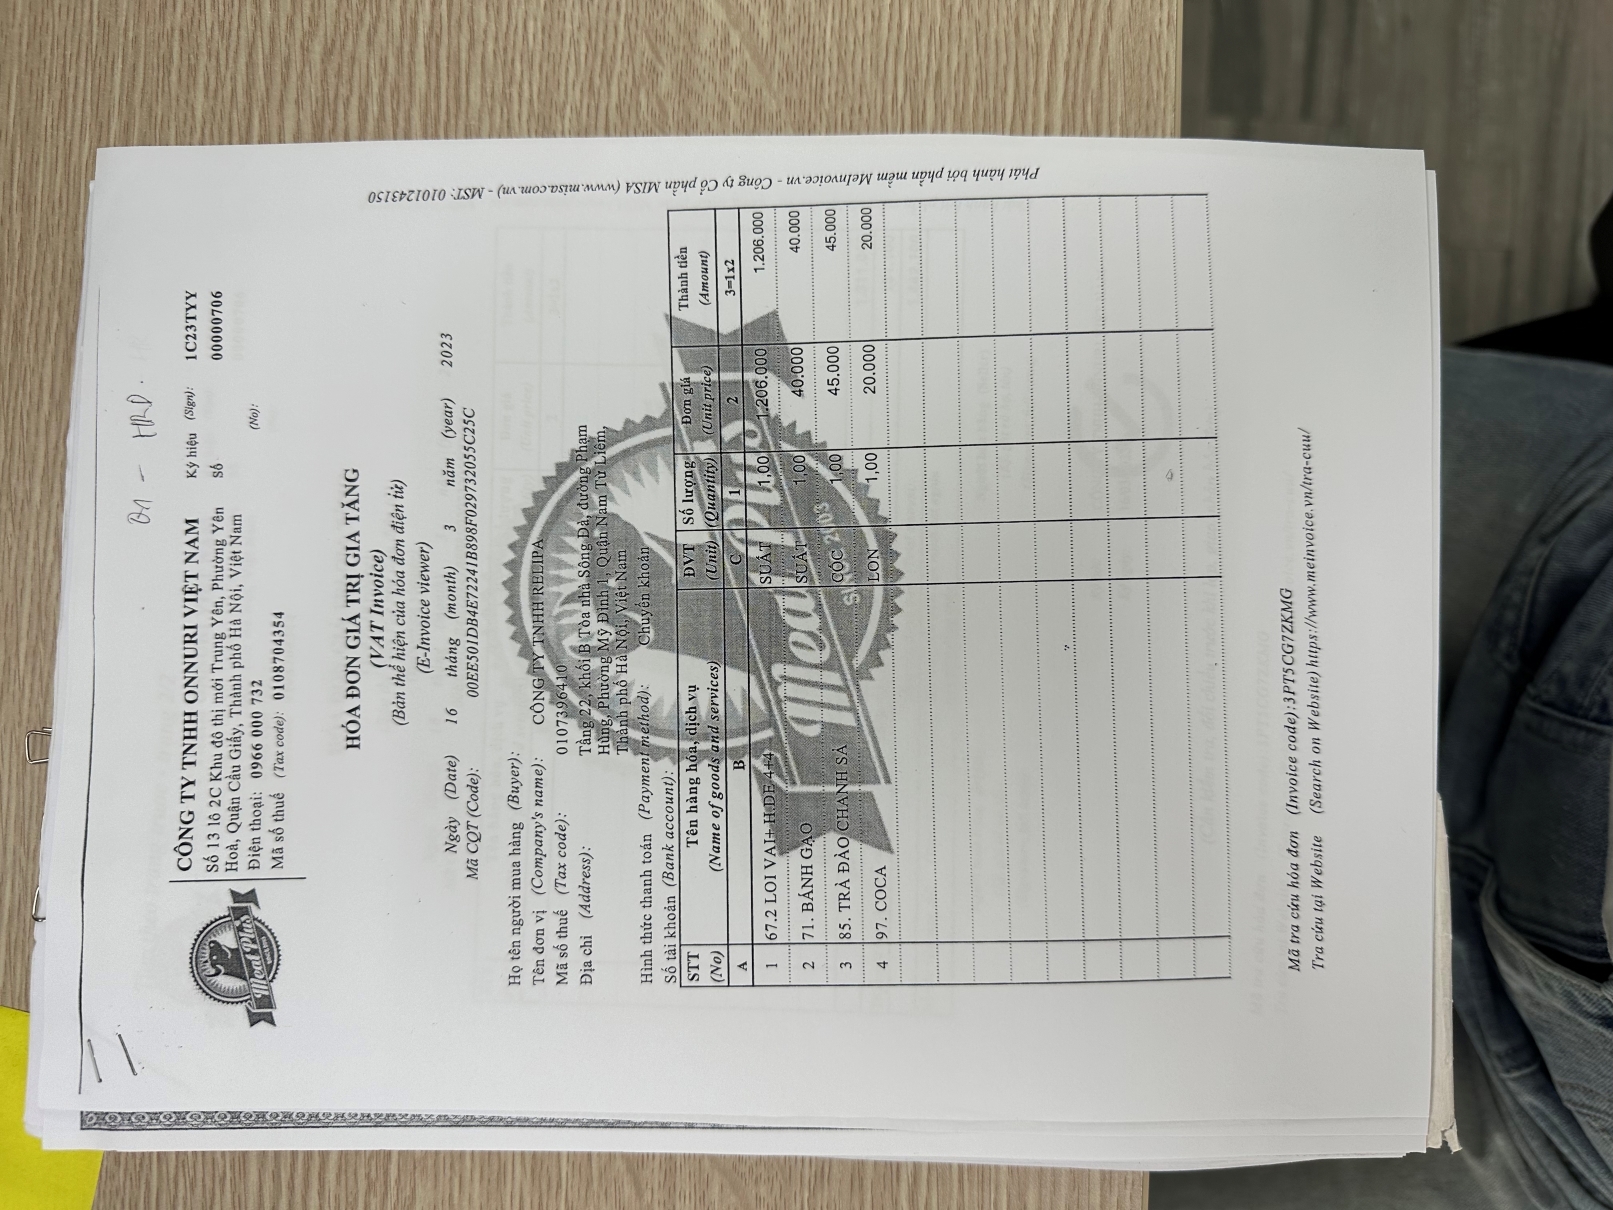 01 - HRD.
Meat Plus
CÔNG TY TNHH ONNURI VIỆT NAM
Số 13 lô 2C Khu đô thị mới Trung Yên, Phường Yên
Hoà, Quận Cầu Giấy, Thành phố Hà Nội, Việt Nam
Điện thoại: 0966 000 732
Mã số thuế (Tax code): 0108704354
Ký hiệu (Sign): 1C23TYY
Số 00000706
(No):
HÓA ĐƠN GIÁ TRỊ GIA TĂNG
(VAT Invoice)
(Bản thể hiện của hóa đơn điện tử)
(E-Invoice viewer)
Ngày (Date) 16 tháng (month) 3 năm (year) 2023
Mã CQT (Code): 00EE501DB4E72241B898F029732055C25C
Họ tên người mua hàng (Buyer):
Tên đơn vị (Company's name): CÔNG TY TNHH RELIPA
Mã số thuế (Tax code): 0107396410
Địa chỉ (Address): Tầng 22, khối B Tòa nhà Sông Đà, đường Phạm
Hùng, Phường Mỹ Đình 1, Quận Nam Từ Liêm,
Thành phố Hà Nội, Việt Nam
Hình thức thanh toán (Payment method): Chuyển khoản
Số tài khoản (Bank account):
STT Tên hàng hóa, dịch vụ ĐVT Số lượng Đơn giá Thành tiền
(No) (Name of goods and services) (Unit) (Quantity) (Unit price) (Amount)
A B C 1 2 3=1x2
1 67.2 LOI VAI+ H.DE 4+4 SUẤT 1,00 1.206.000 1.206.000
2 71. BÁNH GẠO SUẤT 1,00 40.000 40.000
3 85. TRÀ ĐÀO CHANH SẢ CỐC 1,00 45.000 45.000
4 97. COCA LON 1,00 20.000 20.000
Meat Plus
SINCE 2003
Mã tra cứu hóa đơn (Invoice code):3PT5CG7ZKMG
Tra cứu tại Website (Search on Website) https://www.meinvoice.vn/tra-cuu/
Phát hành bởi phần mềm MeInvoice.vn - Công ty Cổ phần MISA (www.misa.com.vn) - MST: 0101243150